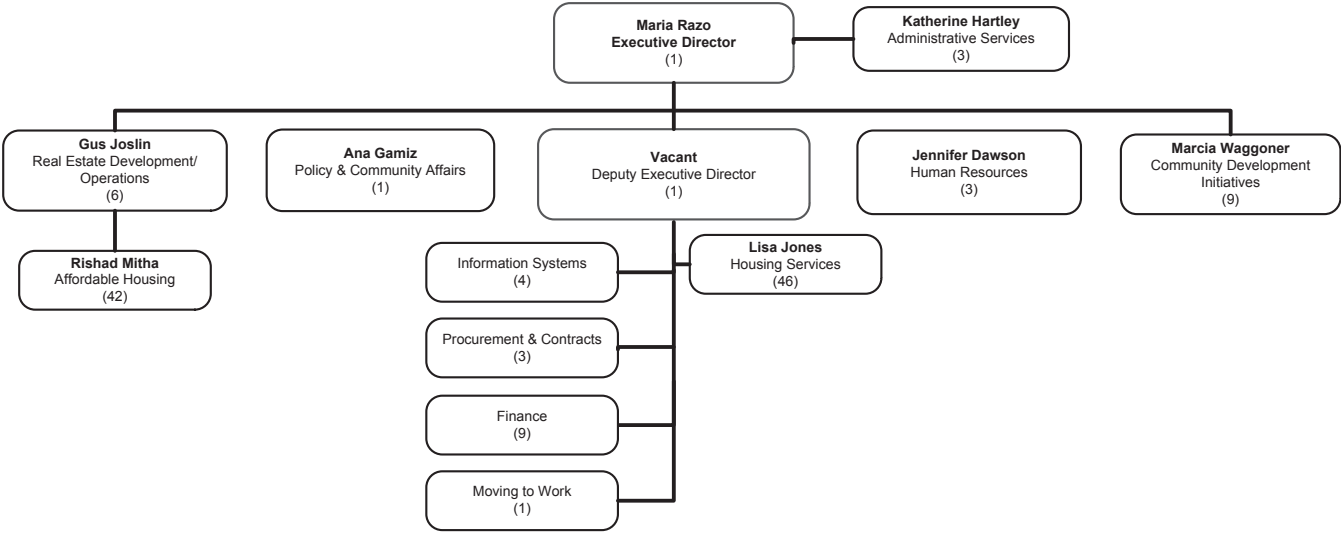 Maria Razo
Executive Director
(1)
Katherine Hartley
Administrative Services
(3)
Gus Joslin
Real Estate Development/
Operations
(6)
Ana Gamiz
Policy & Community Affairs
(1)
Vacant
Deputy Executive Director
(1)
Jennifer Dawson
Human Resources
(3)
Marcia Waggoner
Community Development
Initiatives
(9)
Rishad Mitha
Affordable Housing
(42)
Information Systems
(4)
Lisa Jones
Housing Services
(46)
Procurement & Contracts
(3)
Finance
(9)
Moving to Work
(1)